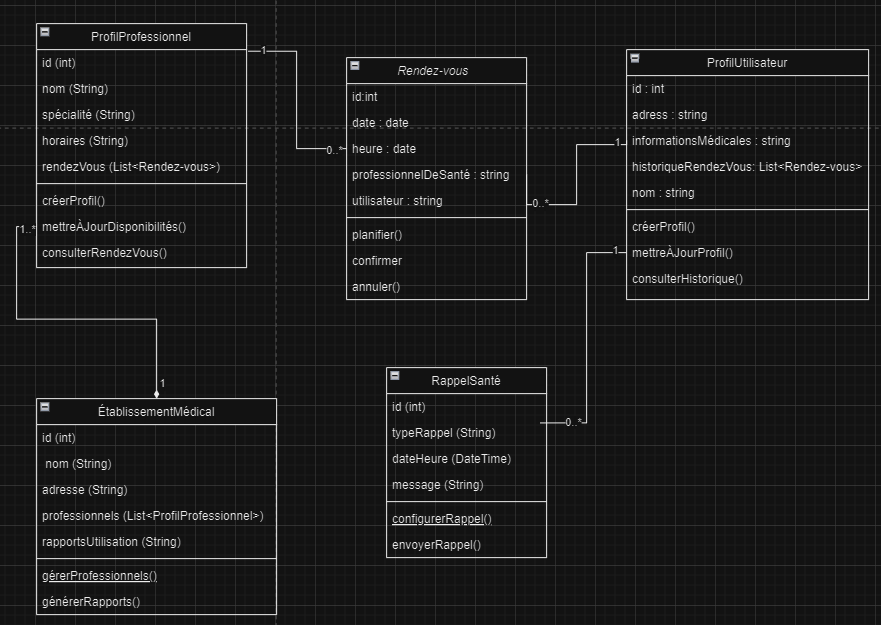 ProfilProfessionnel
id (int)
nom (String)
spécialité (String)
horaires (String)
rendezVous (List<Rendez-vous>)
créerProfil()
mettreÀJourDisponibilités()
consulterRendezVous()
1
0..*
1..*
1
Rendez-vous
id:int
date : date
heure : date
professionnelDeSanté : string
utilisateur : string
planifier()
confirmer
annuler()
0..*
1
ProfilUtilisateur
id : int
adress : string
informationsMédicales : string
historiqueRendezVous: List<Rendez-vous>
nom : string
créerProfil()
mettreÀJourProfil()
consulterHistorique()
1
0..*
ÉtablissementMédical
id (int)
nom (String)
adresse (String)
professionnels (List<ProfilProfessionnel>)
rapportsUtilisation (String)
gérerProfessionnels()
générerRapports()
RappelSanté
id (int)
typeRappel (String)
dateHeure (DateTime)
message (String)
configurerRappel()
envoyerRappel()